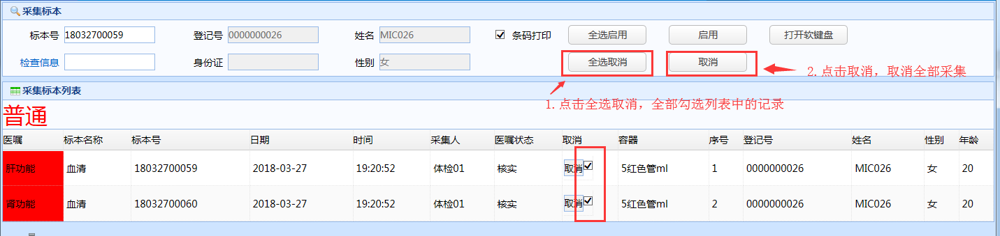 采集标本
标本号 18032700059 登记号 0000000026 姓名 MIC026 条码打印 全选启用 启用 打开软键盘
检查信息 身份证 性别 女 全选取消 取消
2.点击取消，取消全部采集
采集标本列表
1.点击全选取消，全部勾选列表中的记录
普通
医嘱 标本名称 标本号 日期 时间 采集人 医嘱状态 取消 容器 序号 登记号 姓名 性别 年龄
肝功能 血清 18032700059 2018-03-27 19:20:52 体检01 核实 取消 5红色管ml 1 0000000026 MIC026 女 20
肾功能 血清 18032700060 2018-03-27 19:20:52 体检01 核实 取消 5红色管ml 2 0000000026 MIC026 女 20